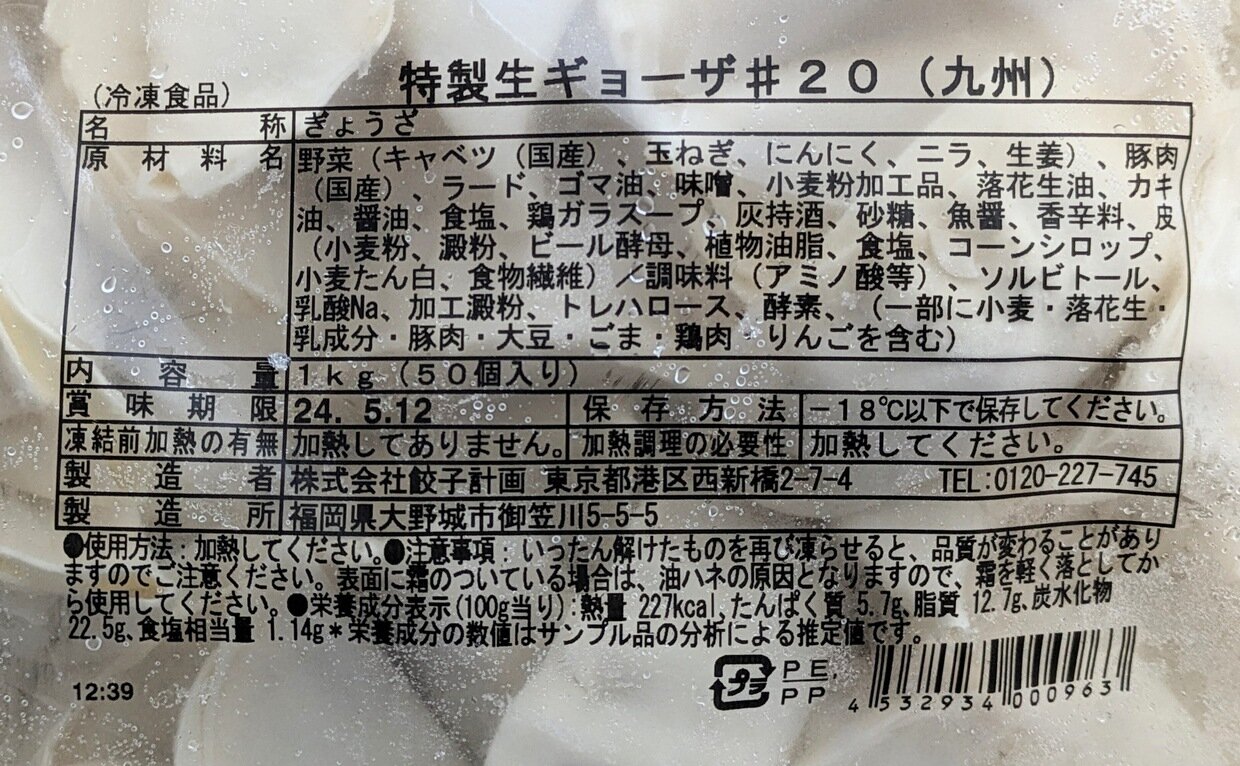 特製生ギョーザ＃２０（九州）
（冷凍食品）
名称 ぎょうざ
原材料名 野菜（キャベツ（国産）、玉ねぎ、にんにく、ニラ、生姜）、豚肉
（国産）、ラード、ゴマ油、味噌、小麦粉加工品、落花生油、カキ
油、醤油、食塩、鶏ガラスープ、灰持酒、砂糖、魚醤、香辛料、皮
（小麦粉、澱粉、ビール酵母、植物油脂、食塩、コーンシロップ、
小麦たん白、食物繊維）／調味料（アミノ酸等）、ソルビトール、
乳酸Na、加工澱粉、トレハロース、酵素、（一部に小麦・落花生・
乳成分・豚肉・大豆・ごま・鶏肉・りんごを含む）
内容量 １ｋｇ（５０個入り）
賞味期限 24. 5.12 保存方法 －１８℃以下で保存してください。
凍結前加熱の有無 加熱してありません。 加熱調理の必要性 加熱してください。
製造者 株式会社餃子計画 東京都港区西新橋2-7-4 TEL:0120-227-745
製造所 福岡県大野城市御笠川5-5-5
●使用方法：加熱してください。●注意事項：いったん解けたものを再び凍らせると、品質が変わることがあり
ますのでご注意ください。表面に霜のついている場合は、油ハネの原因となりますので、霜を軽く落としてか
ら使用してください。●栄養成分表示(100g当り)：熱量 227kcal、たんぱく質 5.7g、脂質 12.7g、炭水化物
22.5g、食塩相当量 1.14g＊栄養成分の数値はサンプル品の分析による推定値です。
プラ PE, PP
12:39
4 532934 000963